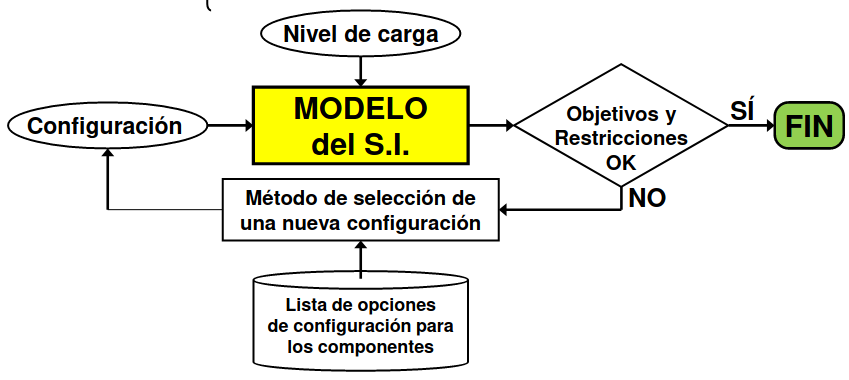 Nivel de carga
Configuración
MODELO
del S.I.
Objetivos y
Restricciones
OK
SÍ
FIN
NO
Método de selección de
una nueva configuración
Lista de opciones
de configuración para
los componentes